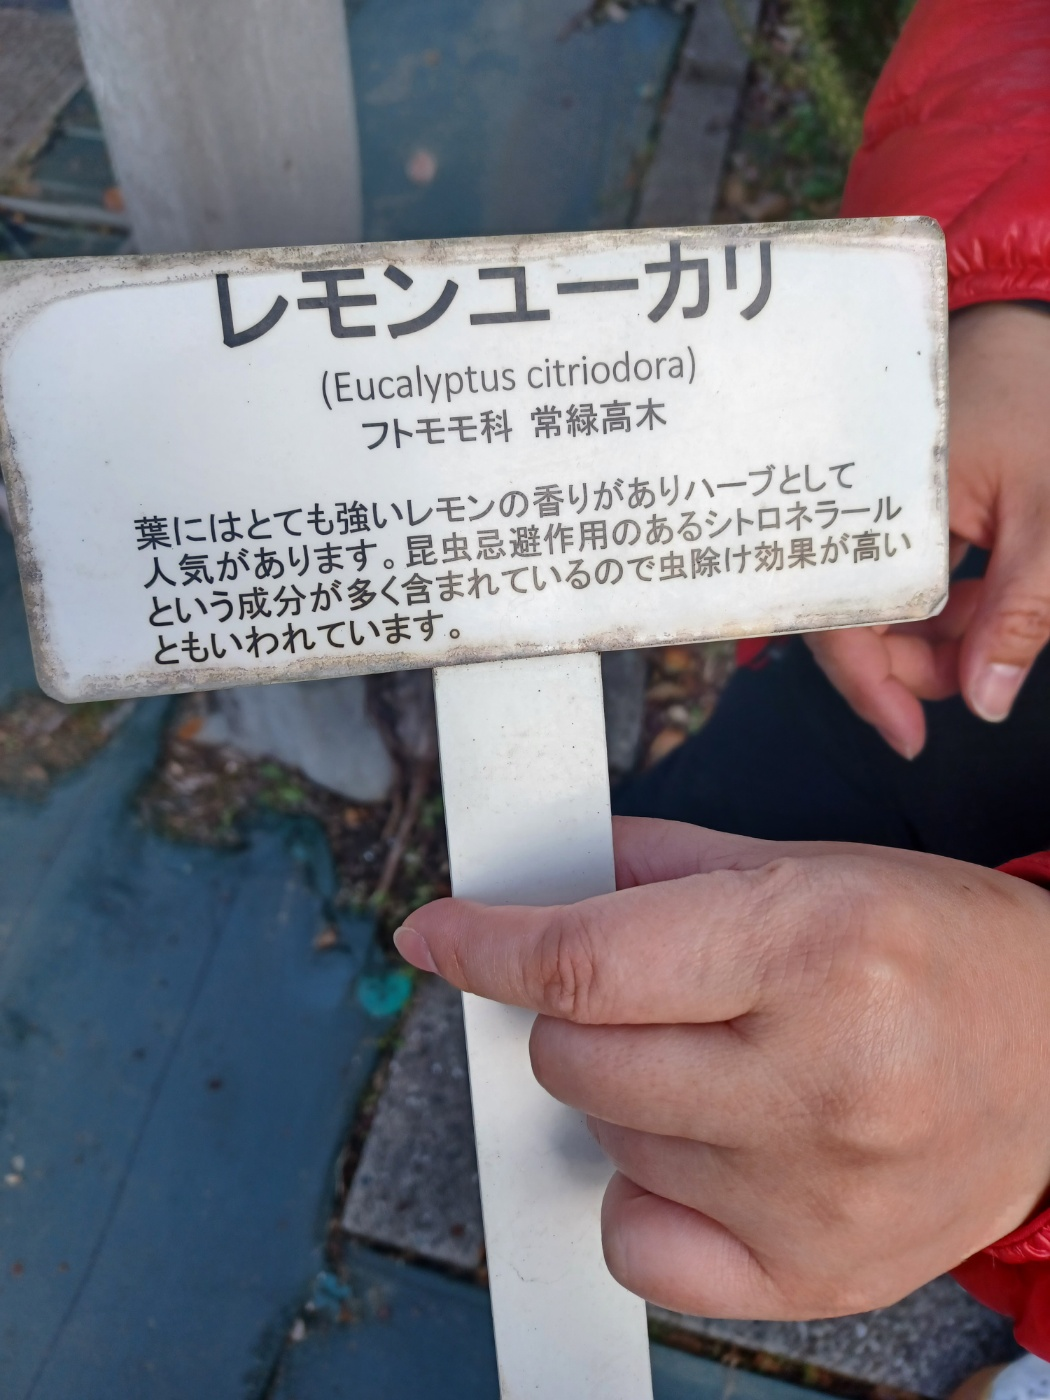 レモンユーカリ
(Eucalyptus citriodora)
フトモモ科 常緑高木
葉にはとても強いレモンの香りがありハーブとして
人気があります。昆虫忌避作用のあるシトロネラール
という成分が多く含まれているので虫除け効果が高い
ともいわれています。